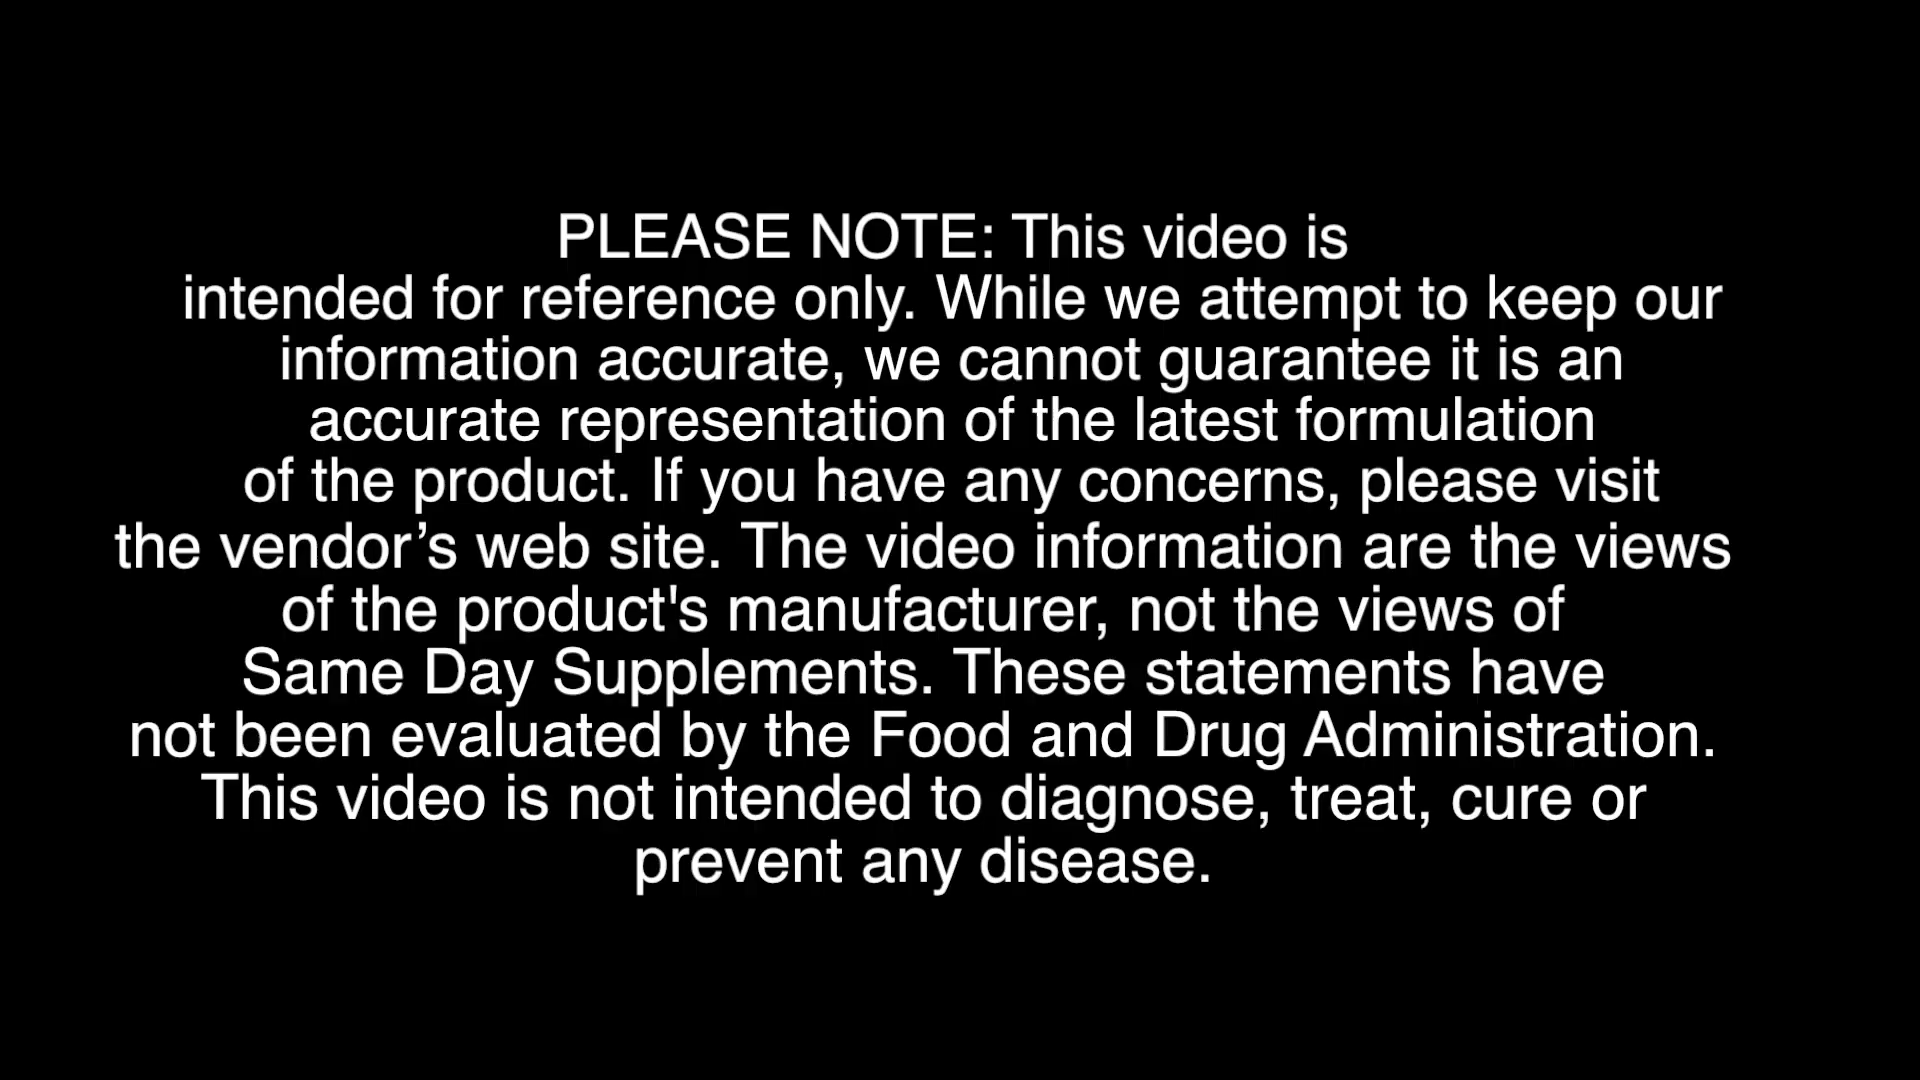 PLEASE NOTE: This video is
intended for reference only. While we attempt to keep our
information accurate, we cannot guarantee it is an
accurate representation of the latest formulation
of the product. If you have any concerns, please visit
the vendor’s web site. The video information are the views
of the product's manufacturer, not the views of
Same Day Supplements. These statements have
not been evaluated by the Food and Drug Administration.
This video is not intended to diagnose, treat, cure or
prevent any disease.